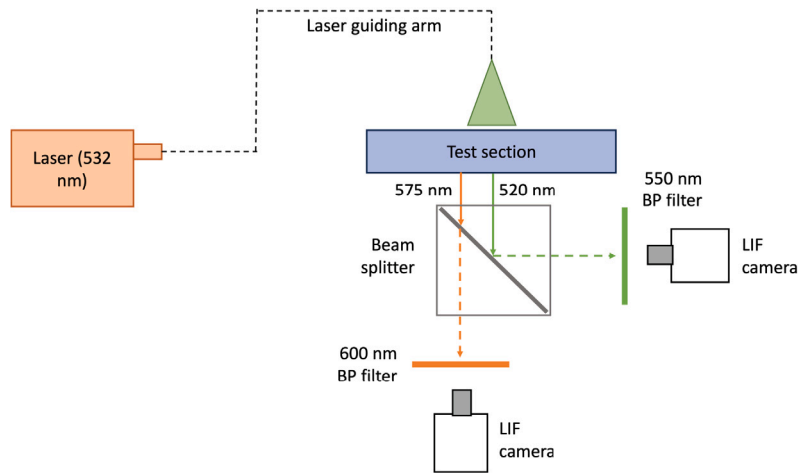 Laser guiding arm
Laser (532
nm)
Test section
575 nm
520 nm
550 nm
BP filter
Beam
splitter
LIF
camera
600 nm
BP filter
LIF
camera